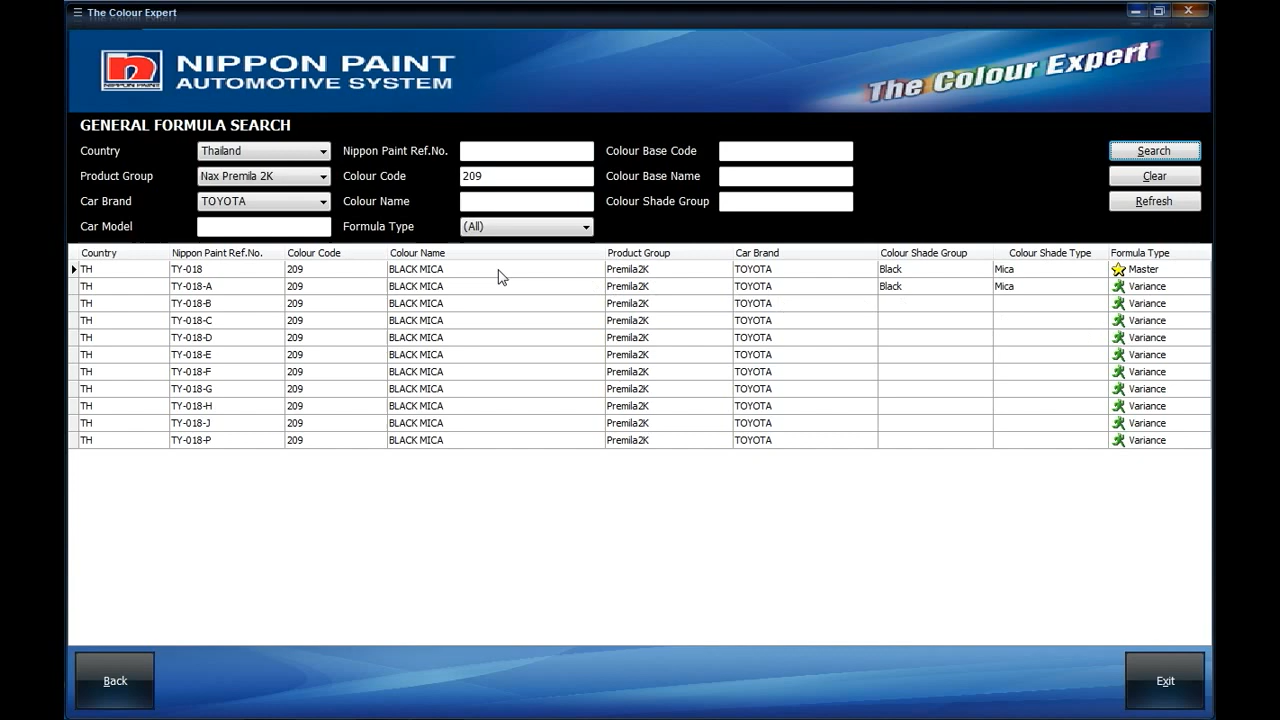 The Colour Expert
NIPPON PAINT
AUTOMOTIVE SYSTEM
NIPPON PAINT
The Colour Expert
GENERAL FORMULA SEARCH
Country Thailand Nippon Paint Ref.No. Colour Base Code Search
Product Group Nax Premila 2K Colour Code 209 Colour Base Name Clear
Car Brand TOYOTA Colour Name Colour Shade Group Refresh
Car Model Formula Type (All)
Country Nippon Paint Ref.No. Colour Code Colour Name Product Group Car Brand Colour Shade Group Colour Shade Type Formula Type
TH TY-018 209 BLACK MICA Premila2K TOYOTA Black Mica Master
TH TY-018-A 209 BLACK MICA Premila2K TOYOTA Black Mica Variance
TH TY-018-B 209 BLACK MICA Premila2K TOYOTA Variance
TH TY-018-C 209 BLACK MICA Premila2K TOYOTA Variance
TH TY-018-D 209 BLACK MICA Premila2K TOYOTA Variance
TH TY-018-E 209 BLACK MICA Premila2K TOYOTA Variance
TH TY-018-F 209 BLACK MICA Premila2K TOYOTA Variance
TH TY-018-G 209 BLACK MICA Premila2K TOYOTA Variance
TH TY-018-H 209 BLACK MICA Premila2K TOYOTA Variance
TH TY-018-J 209 BLACK MICA Premila2K TOYOTA Variance
TH TY-018-P 209 BLACK MICA Premila2K TOYOTA Variance
Back Exit